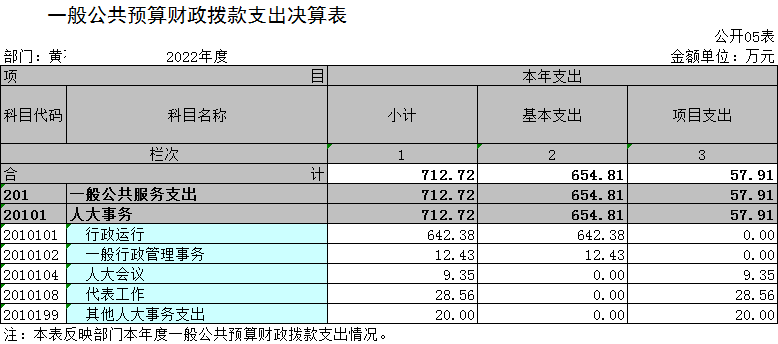 一般公共预算财政拨款支出决算表
公开05表
部门：黄 2022年度 金额单位：万元
项 目 本年支出
科目代码 科目名称 小计 基本支出 项目支出
栏次 1 2 3
合 计 712.72 654.81 57.91
201 一般公共服务支出 712.72 654.81 57.91
20101 人大事务 712.72 654.81 57.91
2010101 行政运行 642.38 642.38 0.00
2010102 一般行政管理事务 12.43 12.43 0.00
2010104 人大会议 9.35 0.00 9.35
2010108 代表工作 28.56 0.00 28.56
2010199 其他人大事务支出 20.00 0.00 20.00
注：本表反映部门本年度一般公共预算财政拨款支出情况。